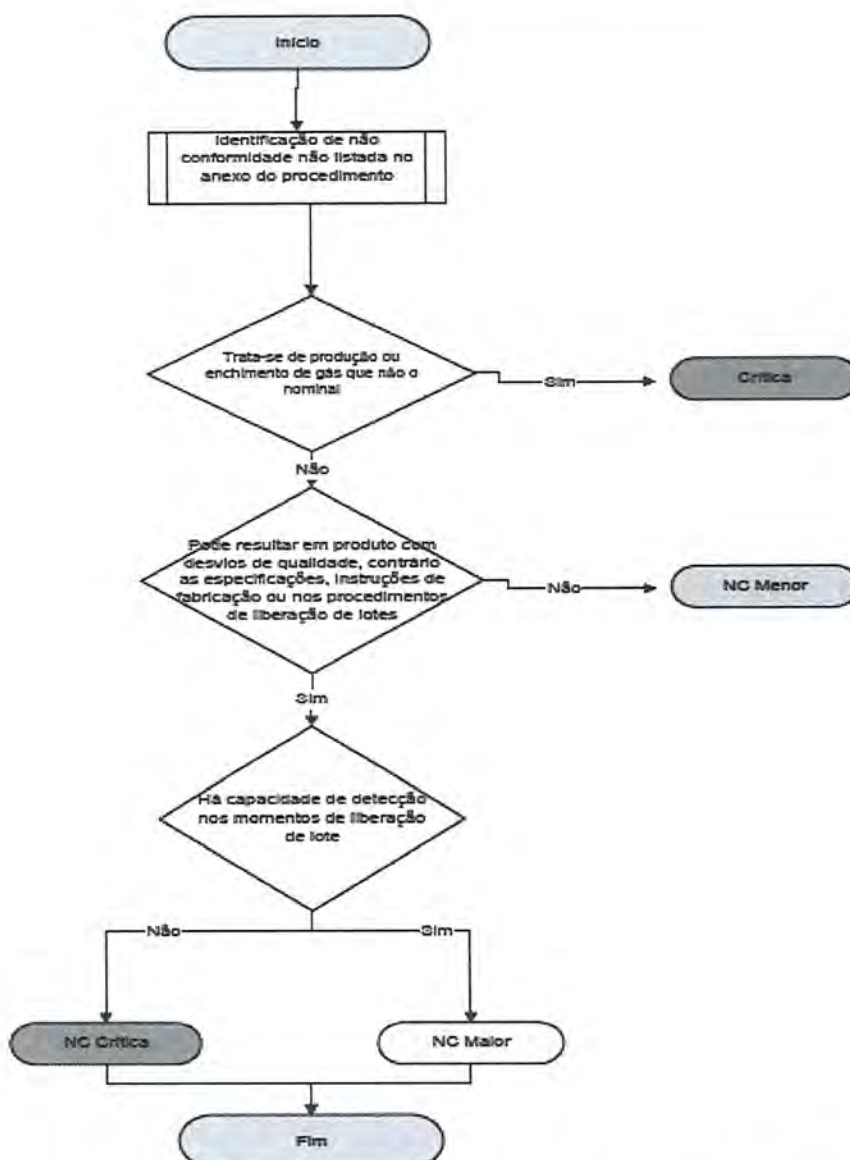 Início
Identificação de não
conformidade não listada no
anexo do procedimento
Trata-se de produção ou
enchimento de gás que não o
nominal
Sim
Crítica
Não
Pode resultar em produto com
desvios de qualidade, contrário
as especificações, instruções de
fabricação ou nos procedimentos
de liberação de lotes
Não
NC Menor
Sim
Há capacidade de detecção
nos momentos de liberação
de lote
Não
Sim
NC Crítica
NC Maior
Fim